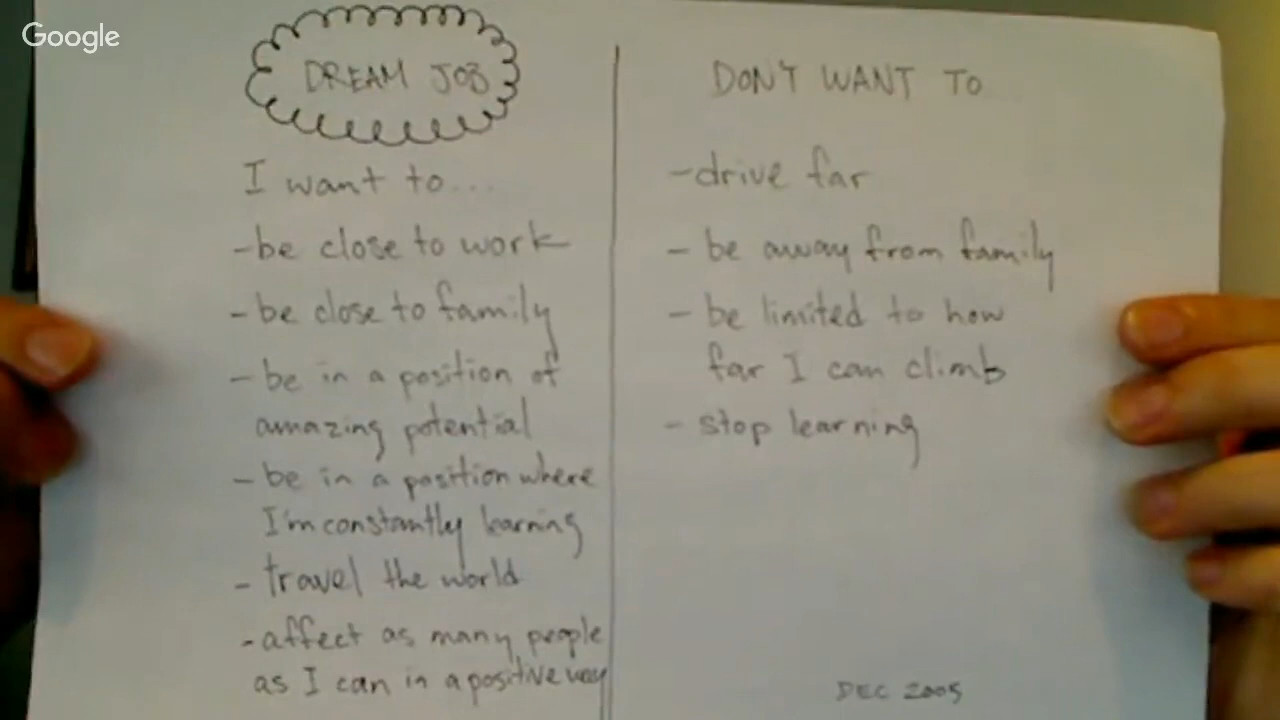 Google
DREAM JOB
I want to...
-be close to work
-be close to family
-be in a position of
amazing potential
-be in a position where
I'm constantly learning
-travel the world
-affect as many people
as I can in a positive way
DON'T WANT TO
-drive far
-be away from family
-be limited to how
far I can climb
-stop learning
DEC 2005